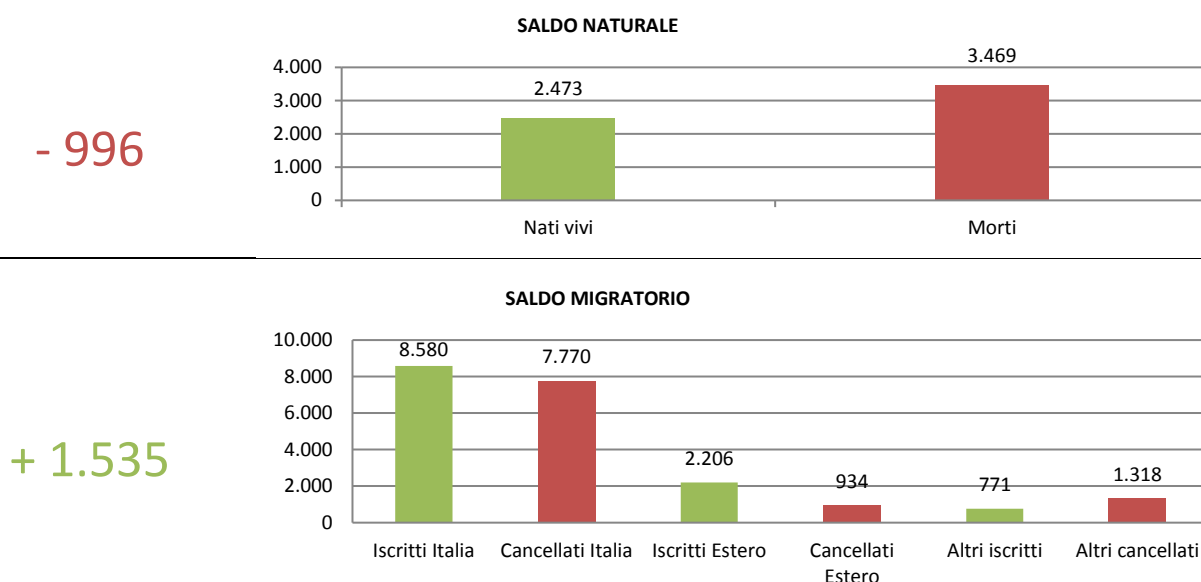 SALDO NATURALE
- 996
4.000
3.000
2.000
1.000
0
2.473
3.469
Nati vivi
Morti
SALDO MIGRATORIO
+ 1.535
10.000
8.000
6.000
4.000
2.000
0
8.580
7.770
2.206
934
771
1.318
Iscritti Italia
Cancellati Italia
Iscritti Estero
Cancellati
Estero
Altri iscritti
Altri cancellati